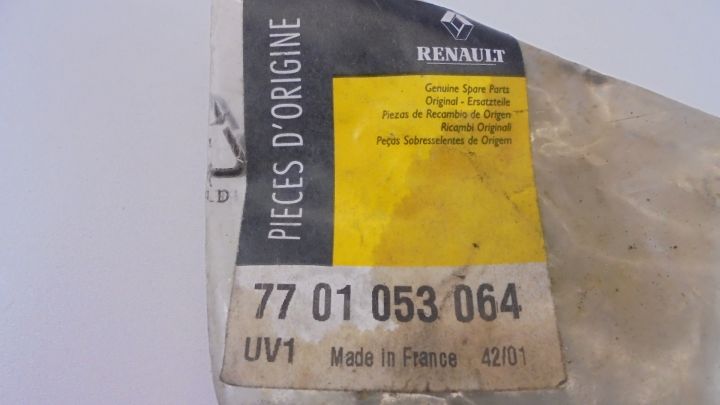 PIECES D'ORIGINE
RENAULT
Genuine Spare Parts
Original - Ersatzteile
Piezas de Recambio de Origen
Ricambi Originali
Peças Sobresselentes de Origem
77 01 053 064
UV1 Made in France 42/01